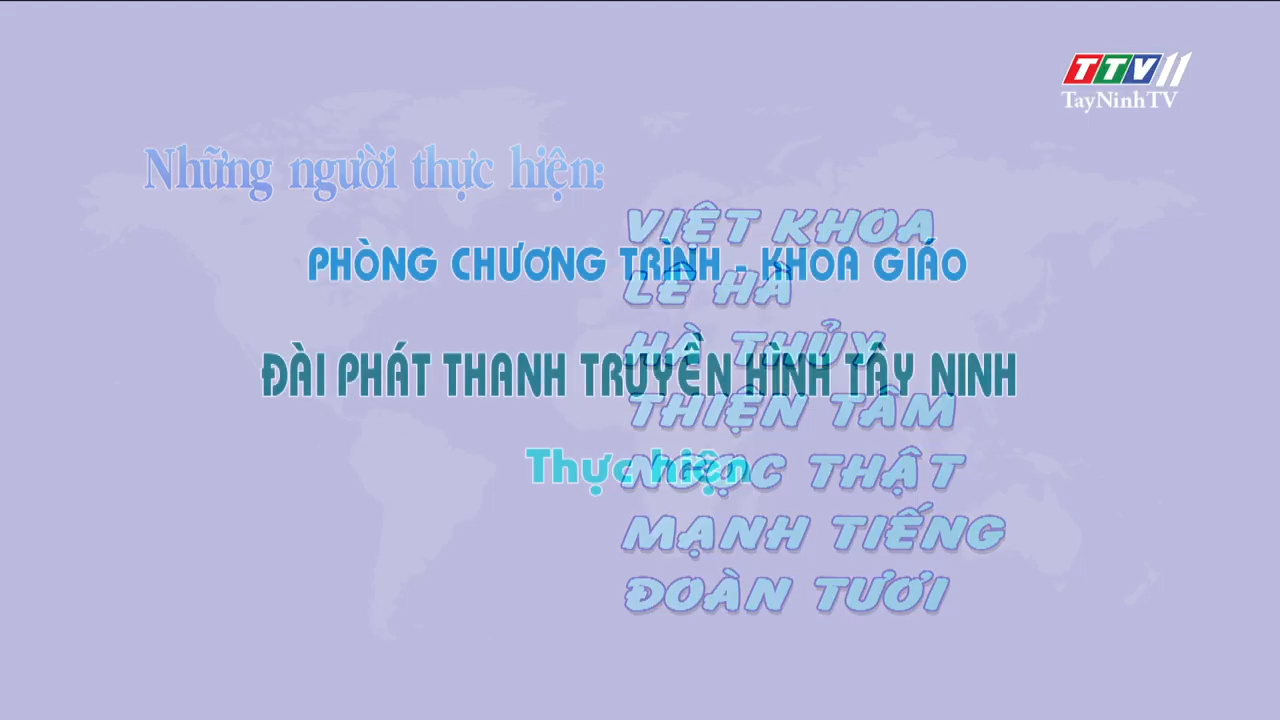 TTV11
TayNinhTV
Những người thực hiện:
VIỆT KHOA
PHÒNG CHƯƠNG TRÌNH - KHOA GIÁO
LÊ HÀ
HÀ THỦY
ĐÀI PHÁT THANH TRUYỀN HÌNH TÂY NINH
THIỆN TÂM
Thực hiện
NGỌC THẬT
MẠNH TIẾNG
ĐOÀN TƯƠI